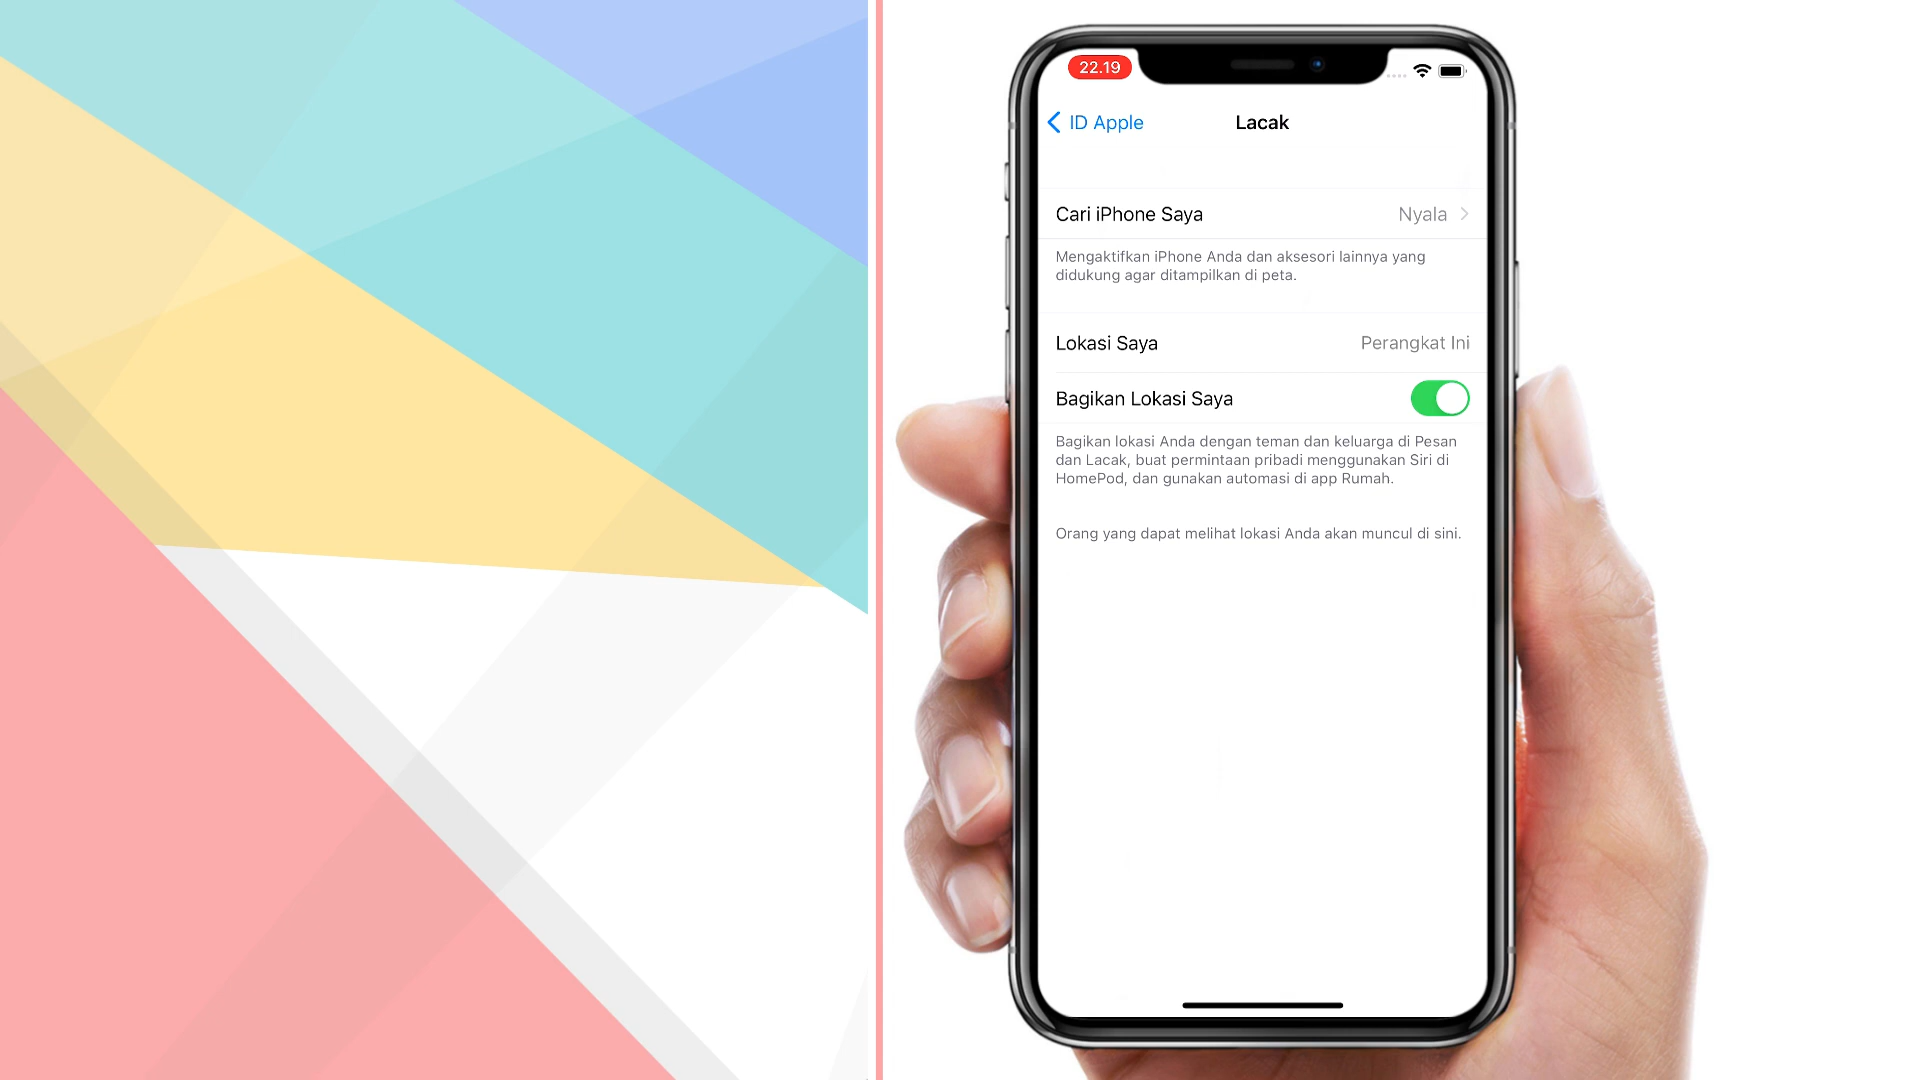 22.19
ID Apple
Lacak
Cari iPhone Saya
Nyala
Mengaktifkan iPhone Anda dan aksesori lainnya yang
didukung agar ditampilkan di peta.
Lokasi Saya
Perangkat Ini
Bagikan Lokasi Saya
Bagikan lokasi Anda dengan teman dan keluarga di Pesan
dan Lacak, buat permintaan pribadi menggunakan Siri di
HomePod, dan gunakan automasi di app Rumah.
Orang yang dapat melihat lokasi Anda akan muncul di sini.